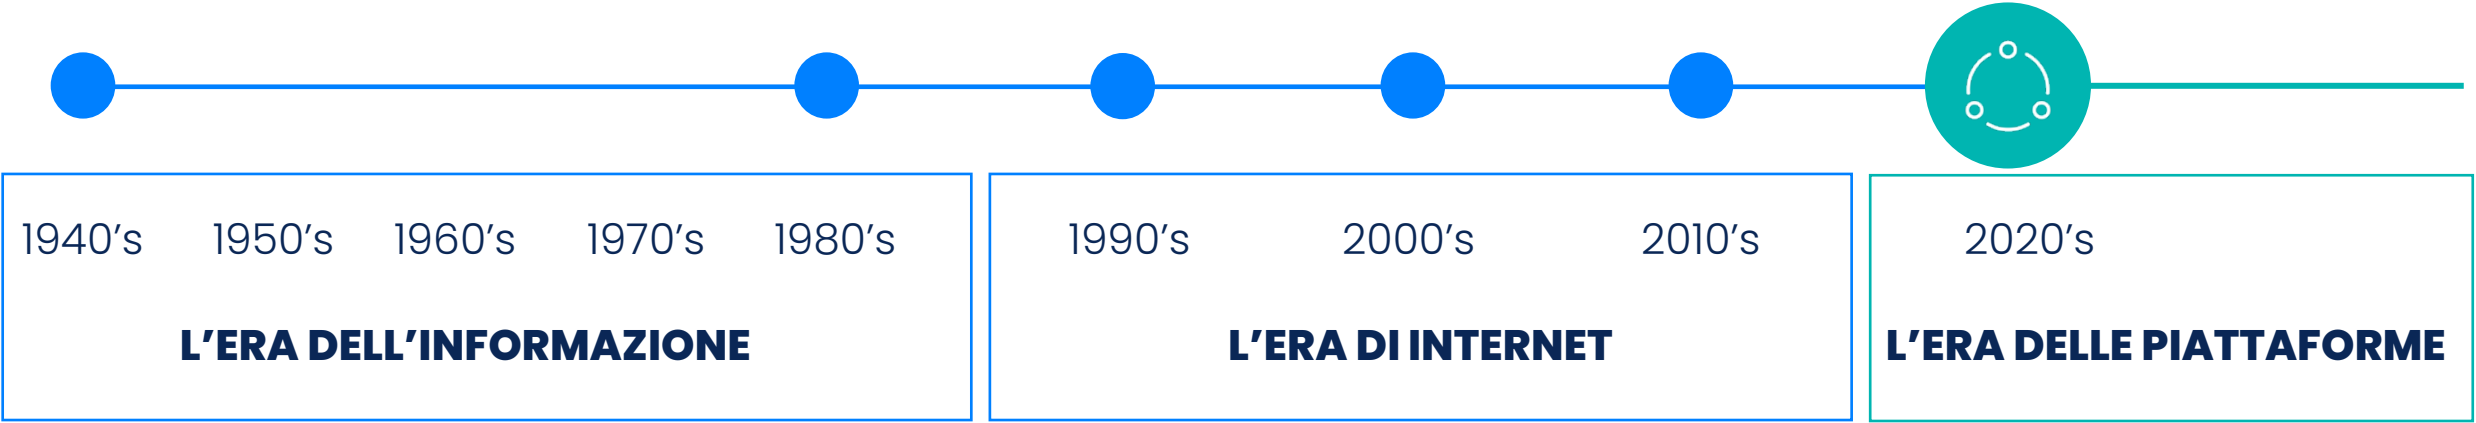 1940’s 1950’s 1960’s 1970’s 1980’s
L’ERA DELL’INFORMAZIONE
1990’s 2000’s 2010’s
L’ERA DI INTERNET
2020’s
L’ERA DELLE PIATTAFORME